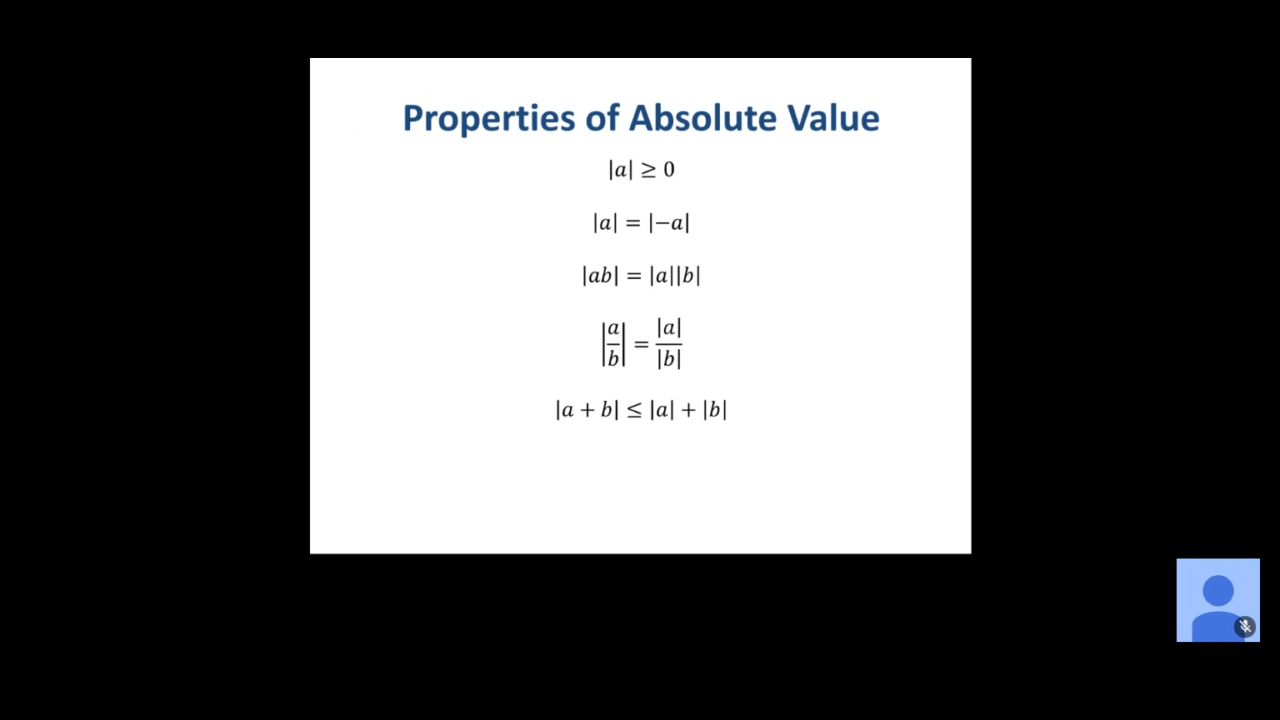 Properties of Absolute Value
|a| ≥ 0
|a| = |−a|
|ab| = |a||b|
|a/b| = |a|/|b|
|a + b| ≤ |a| + |b|